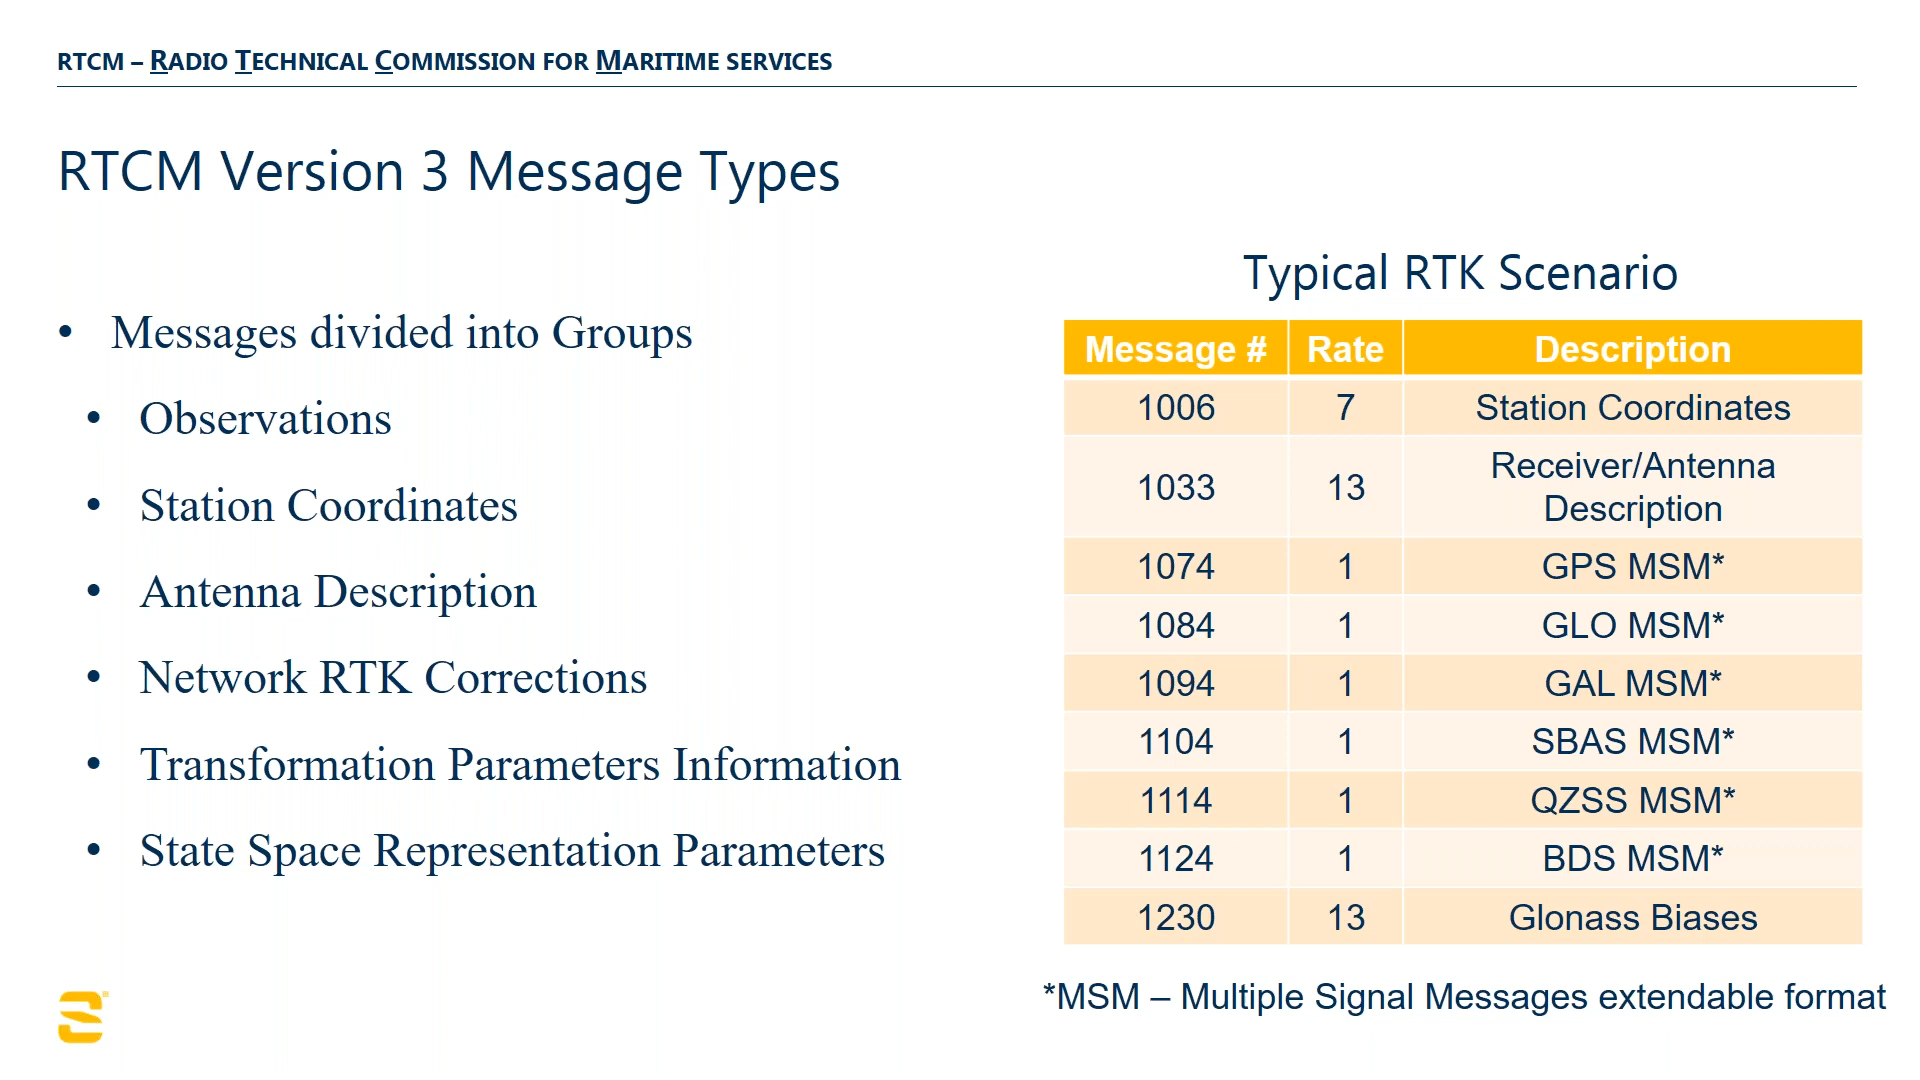 RTCM – RADIO TECHNICAL COMMISSION FOR MARITIME SERVICES
RTCM Version 3 Message Types
• Messages divided into Groups
• Observations
• Station Coordinates
• Antenna Description
• Network RTK Corrections
• Transformation Parameters Information
• State Space Representation Parameters
Typical RTK Scenario
Message # Rate Description
1006 7 Station Coordinates
1033 13 Receiver/Antenna
Description
1074 1 GPS MSM*
1084 1 GLO MSM*
1094 1 GAL MSM*
1104 1 SBAS MSM*
1114 1 QZSS MSM*
1124 1 BDS MSM*
1230 13 Glonass Biases
*MSM – Multiple Signal Messages extendable format